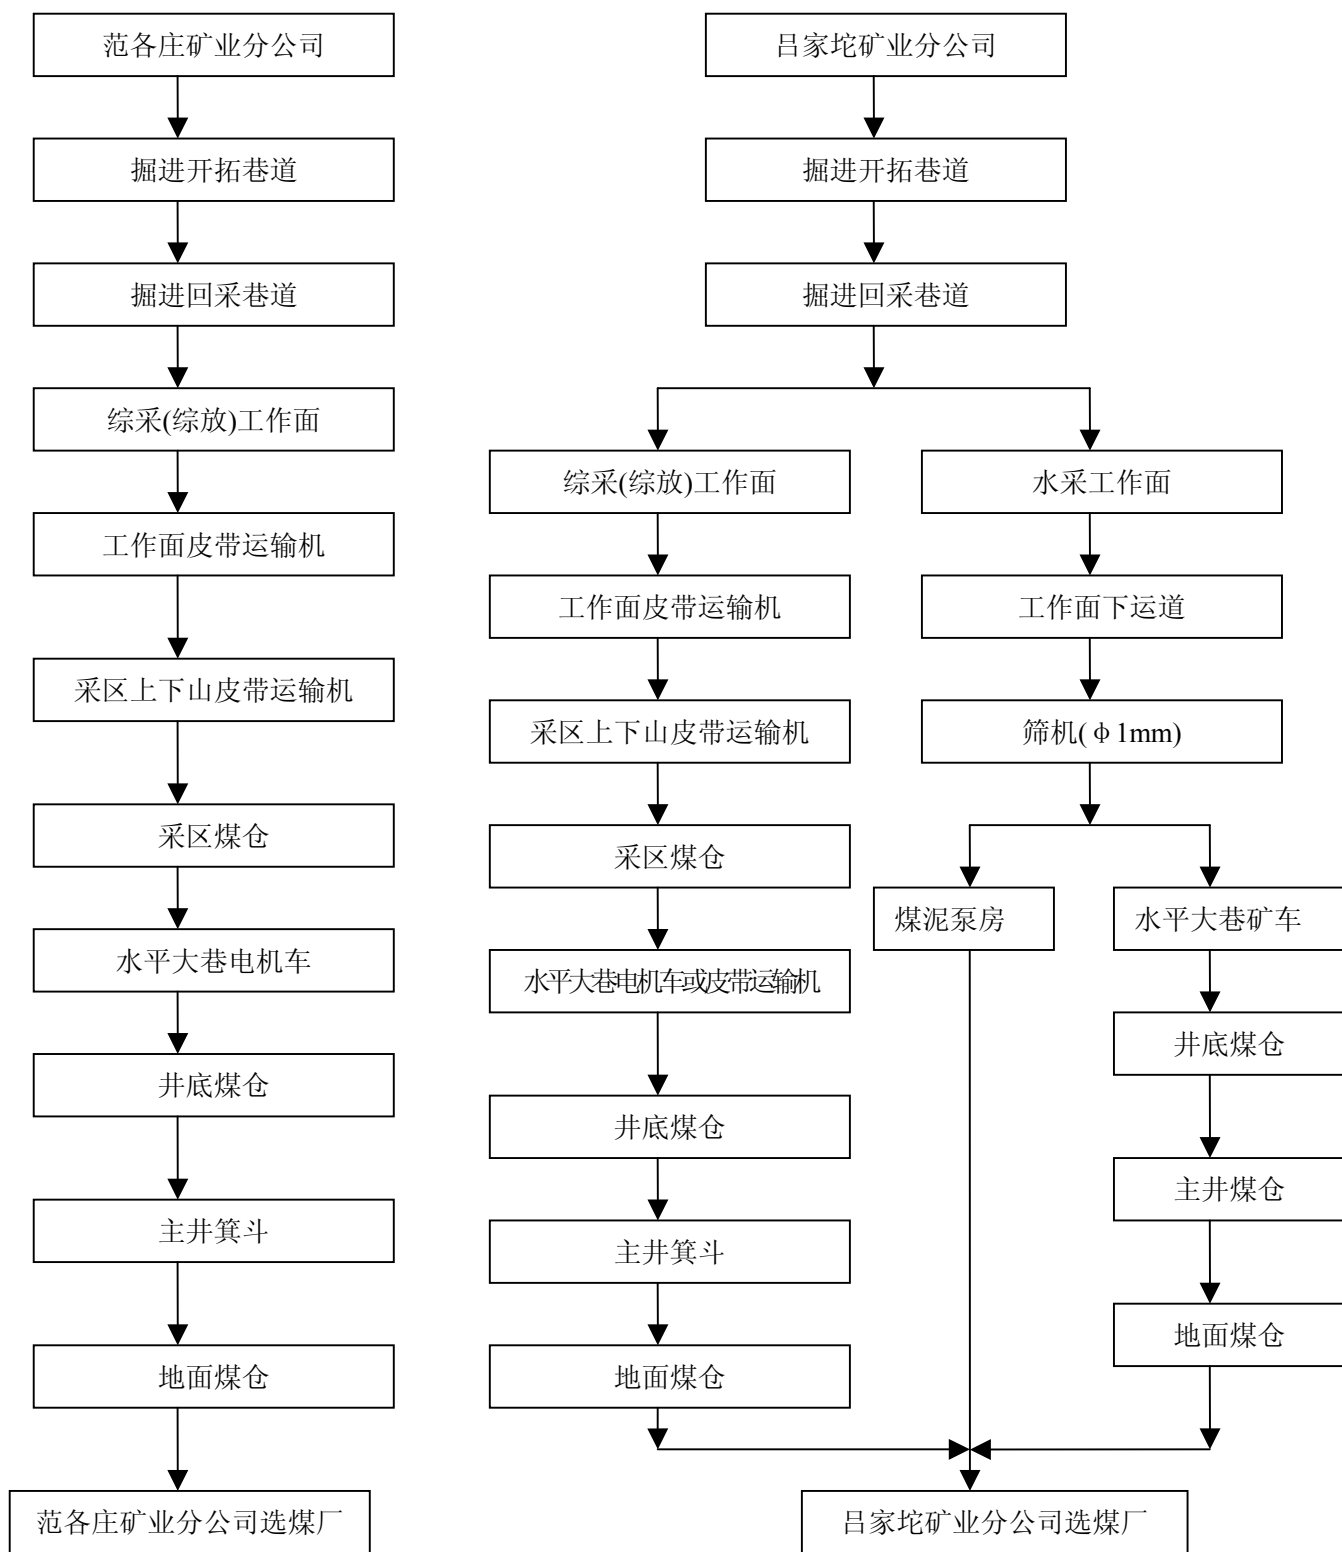 范各庄矿业分公司
掘进开拓巷道
掘进回采巷道
综采(综放)工作面
工作面皮带运输机
采区上下山皮带运输机
采区煤仓
水平大巷电机车
井底煤仓
主井箕斗
地面煤仓
范各庄矿业分公司选煤厂
吕家坨矿业分公司
掘进开拓巷道
掘进回采巷道
综采(综放)工作面
工作面皮带运输机
采区上下山皮带运输机
采区煤仓
水平大巷电机车或皮带运输机
井底煤仓
主井箕斗
地面煤仓
水采工作面
工作面下运道
筛机(φ1mm)
煤泥泵房
水平大巷矿车
井底煤仓
主井煤仓
地面煤仓
吕家坨矿业分公司选煤厂